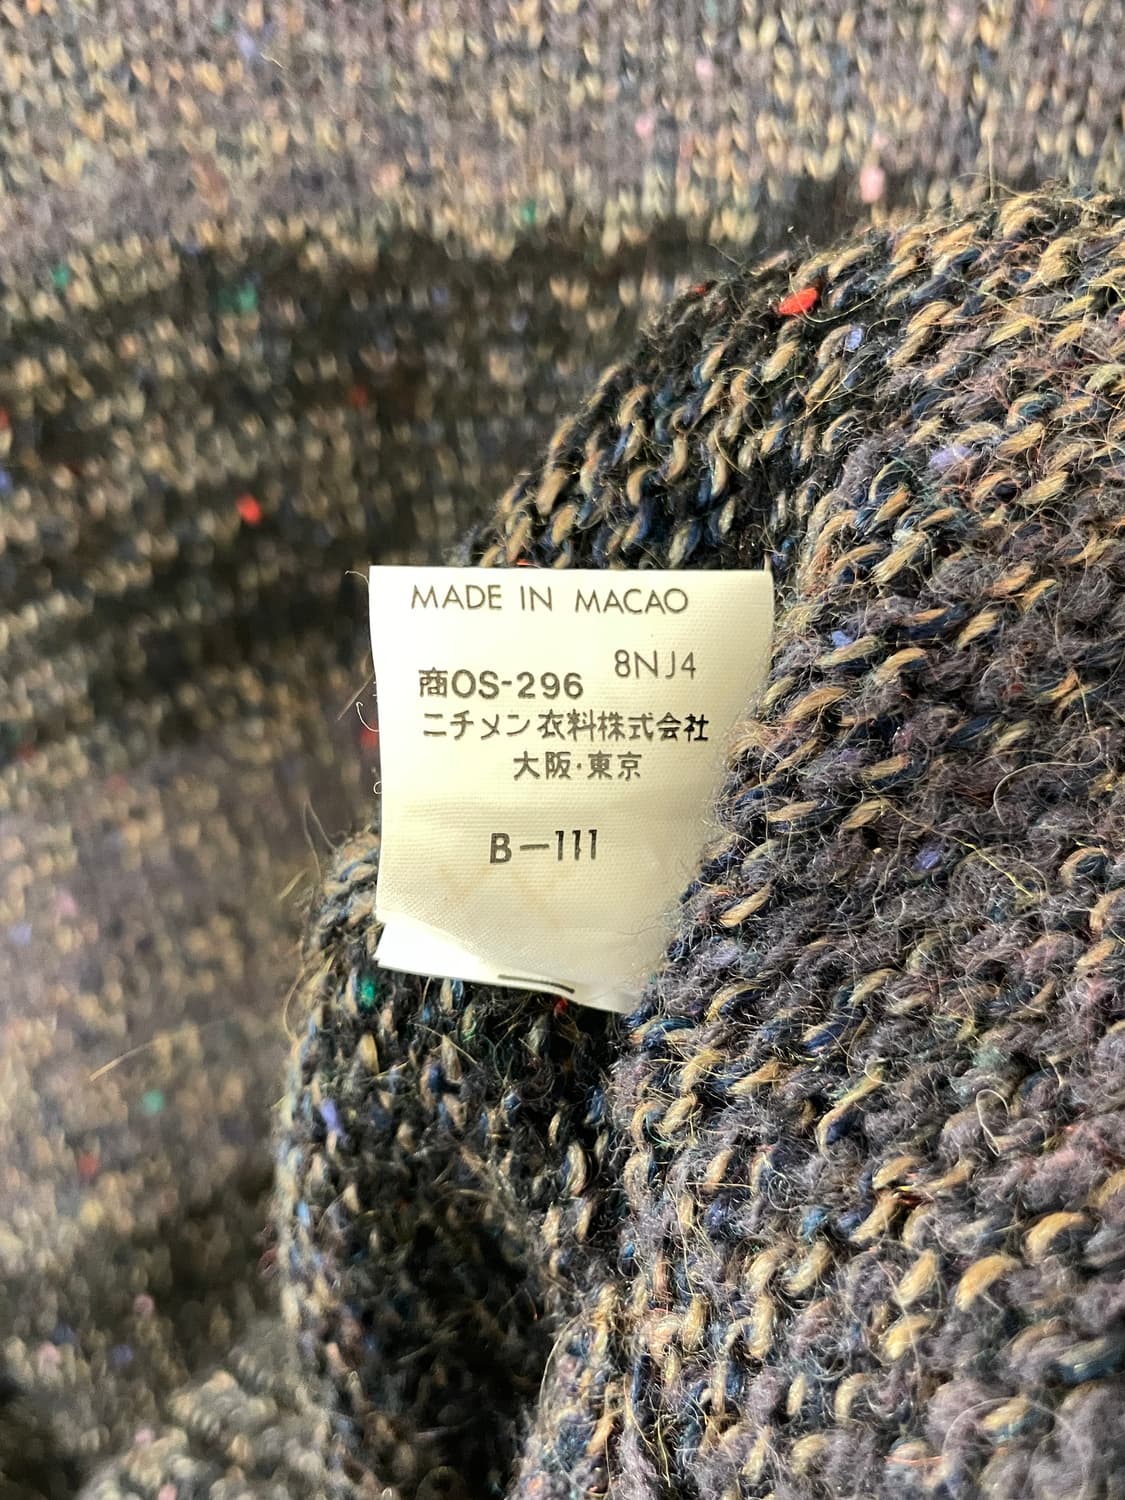 MADE IN MACAO
8NJ4
商OS-296
ニチメン衣料株式会社
大阪・東京
B－111